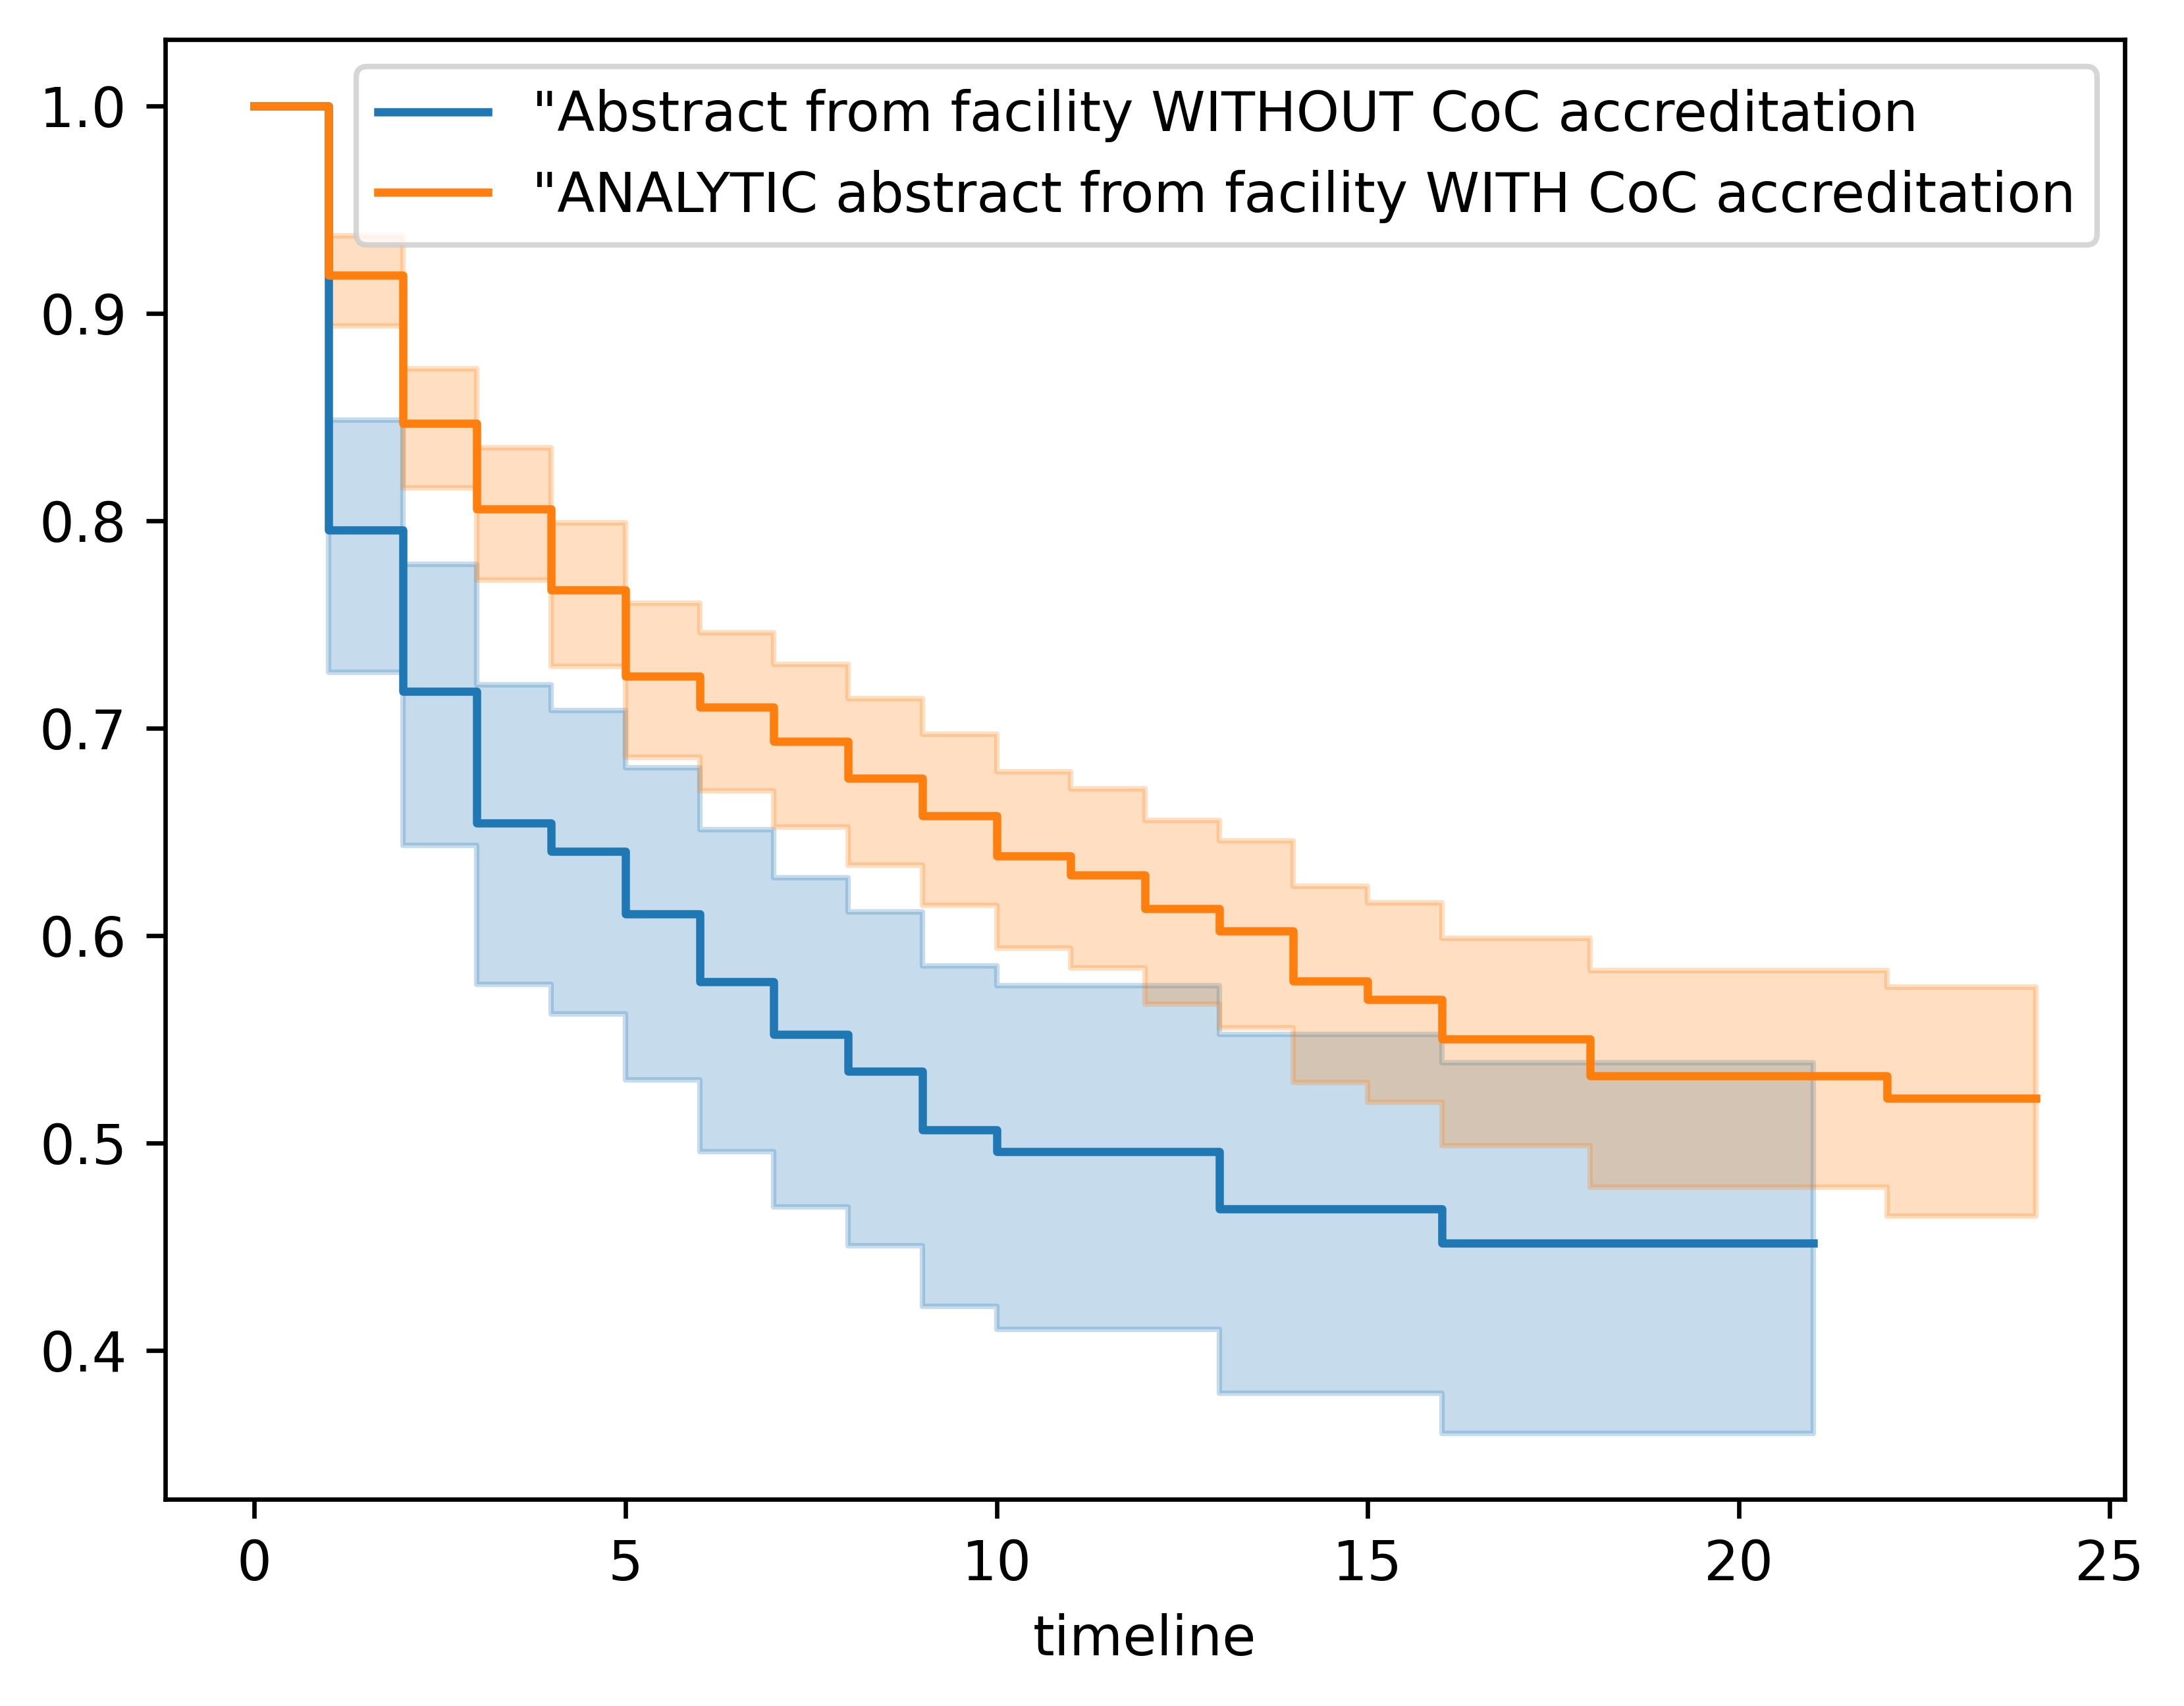 "Abstract from facility WITHOUT CoC accreditation
"ANALYTIC abstract from facility WITH CoC accreditation
1.0
0.9
0.8
0.7
0.6
0.5
0.4
0 5 10 15 20 25
timeline